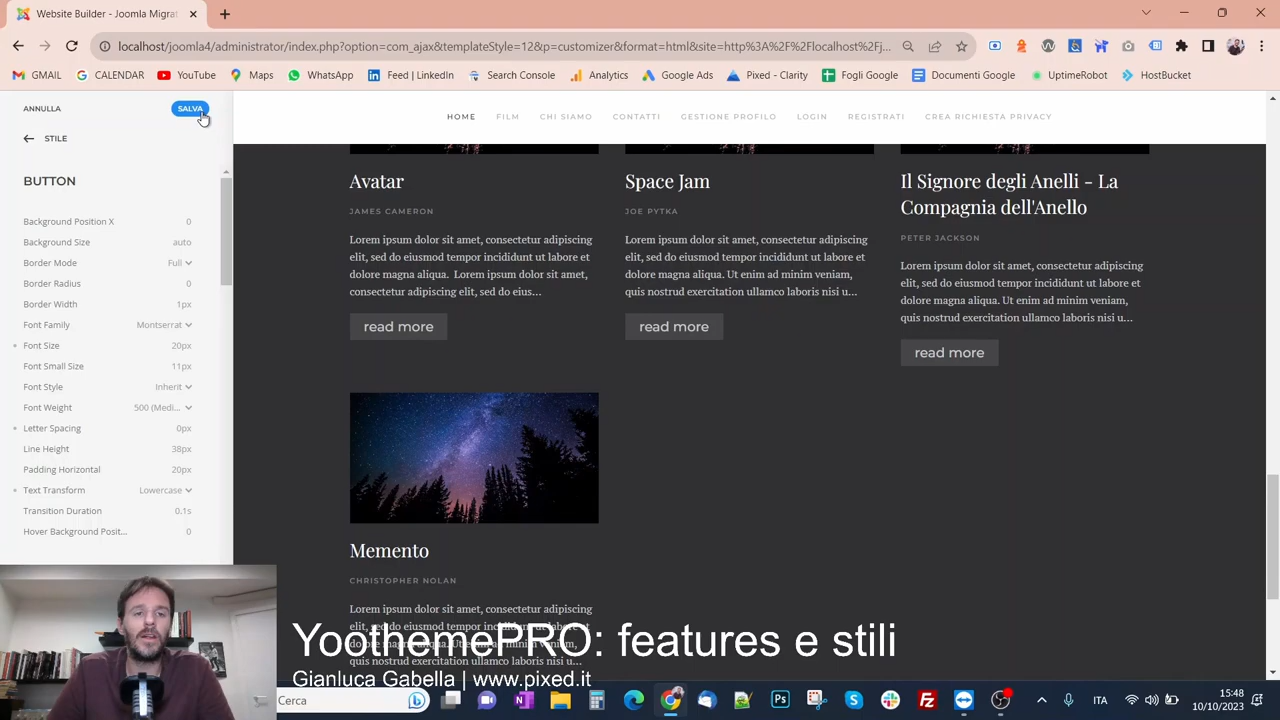 Website Builder - Joomla Migrat
localhost/joomla4/administrator/index.php?option=com_ajax&templateStyle=12&p=customizer&format=html&site=http%3A%2F%2Flocalhost%2Fj...
GMAIL CALENDAR YouTube Maps WhatsApp Feed | LinkedIn Search Console Analytics Google Ads Pixed - Clarity Fogli Google Documenti Google UptimeRobot HostBucket
ANNULLA SALVA
STILE
BUTTON
Background Position X 0
Background Size auto
Border Mode Full
Border Radius 0
Border Width 1px
Font Family Montserrat
Font Size 20px
Font Small Size 11px
Font Style Inherit
Font Weight 500 (Medi...
Letter Spacing 0px
Line Height 38px
Padding Horizontal 20px
Text Transform Lowercase
Transition Duration 0.1s
Hover Background Posit... 0
HOME FILM CHI SIAMO CONTATTI GESTIONE PROFILO LOGIN REGISTRATI CREA RICHIESTA PRIVACY
Avatar
JAMES CAMERON
Lorem ipsum dolor sit amet, consectetur adipiscing
elit, sed do eiusmod tempor incididunt ut labore et
dolore magna aliqua. Lorem ipsum dolor sit amet,
consectetur adipiscing elit, sed do eius...
read more
Space Jam
JOE PYTKA
Lorem ipsum dolor sit amet, consectetur adipiscing
elit, sed do eiusmod tempor incididunt ut labore et
dolore magna aliqua. Ut enim ad minim veniam,
quis nostrud exercitation ullamco laboris nisi u...
read more
Il Signore degli Anelli - La
Compagnia dell'Anello
PETER JACKSON
Lorem ipsum dolor sit amet, consectetur adipiscing
elit, sed do eiusmod tempor incididunt ut labore et
dolore magna aliqua. Ut enim ad minim veniam,
quis nostrud exercitation ullamco laboris nisi u...
read more
Memento
CHRISTOPHER NOLAN
Lorem ipsum dolor sit amet, consectetur adipiscing
quis nostrud exercitation ullamco laboris nisi u...
YoothemePRO: features e stili
Gianluca Gabella | www.pixed.it
Cerca
ITA
15:48
10/10/2023